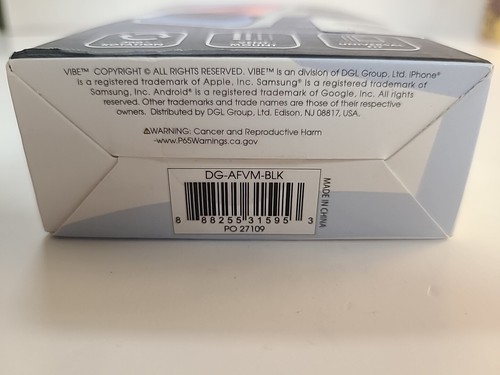 VIBE™ COPYRIGHT © ALL RIGHTS RESERVED. VIBE™ is an division of DGL Group, Ltd. iPhone®
is a registered trademark of Apple, Inc. Samsung® is a registered trademark of
Samsung, Inc. Android® is a registered trademark of Google, Inc. All rights
reserved. Other trademarks and trade names are those of their respective
owners. Distributed by DGL Group, Ltd. Edison, NJ 08817, USA.
⚠WARNING: Cancer and Reproductive Harm
-www.P65Warnings.ca.gov
DG-AFVM-BLK
8 88255 31595 3
PO 27109
MADE IN CHINA